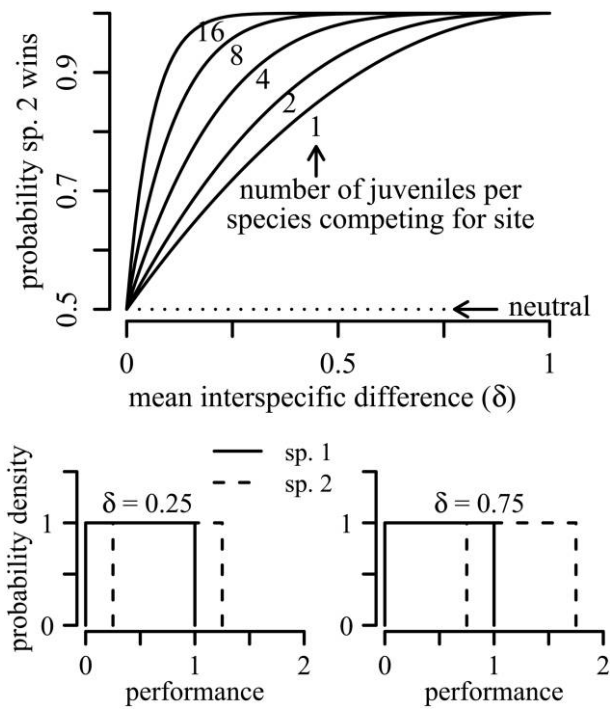 probability sp. 2 wins
0.9
0.7
0.5
16
8
4
2
1
number of juveniles per
species competing for site
neutral
0
0.5
1
mean interspecific difference (δ)
sp. 1
sp. 2
probability density
δ = 0.25
1
0
0
1
2
performance
δ = 0.75
1
0
0
1
2
performance